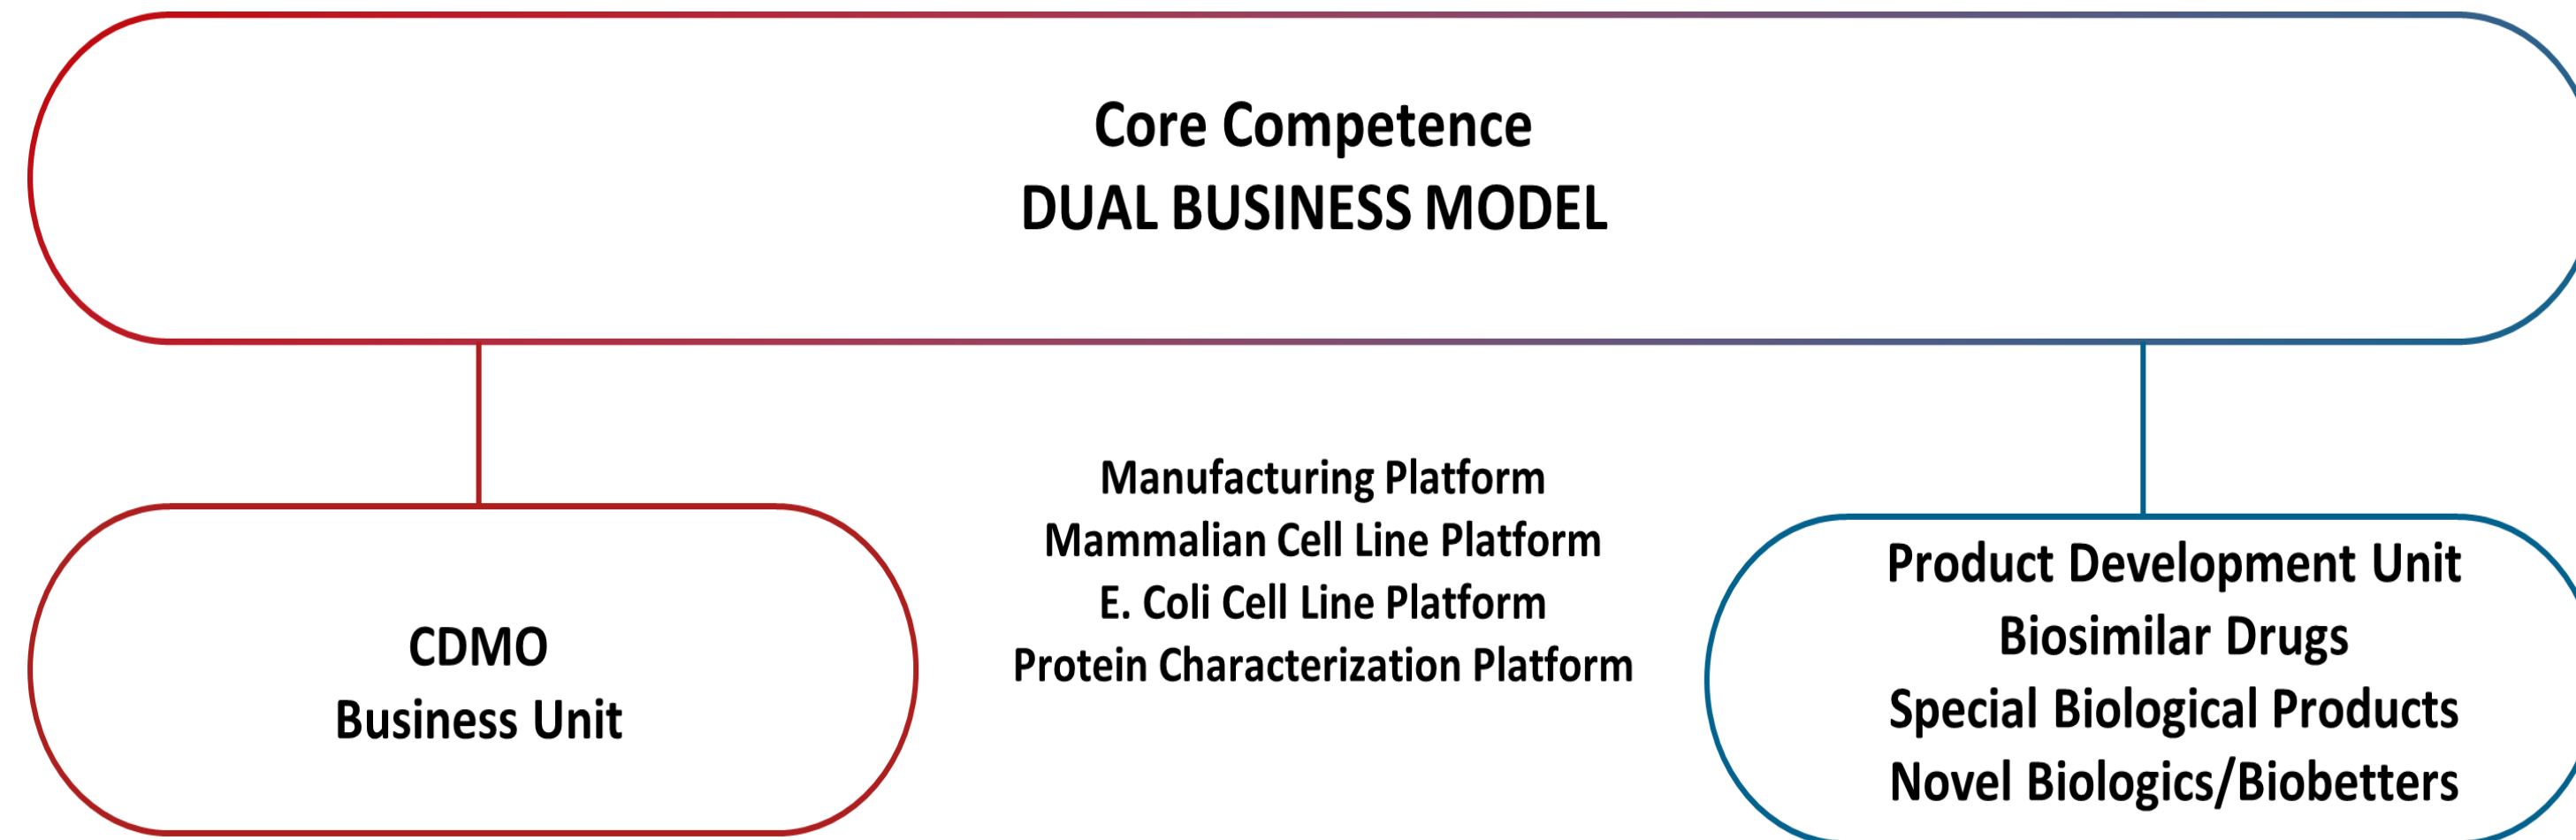 Core Competence
DUAL BUSINESS MODEL
CDMO
Business Unit
Manufacturing Platform
Mammalian Cell Line Platform
E. Coli Cell Line Platform
Protein Characterization Platform
Product Development Unit
Biosimilar Drugs
Special Biological Products
Novel Biologics/Biobetters